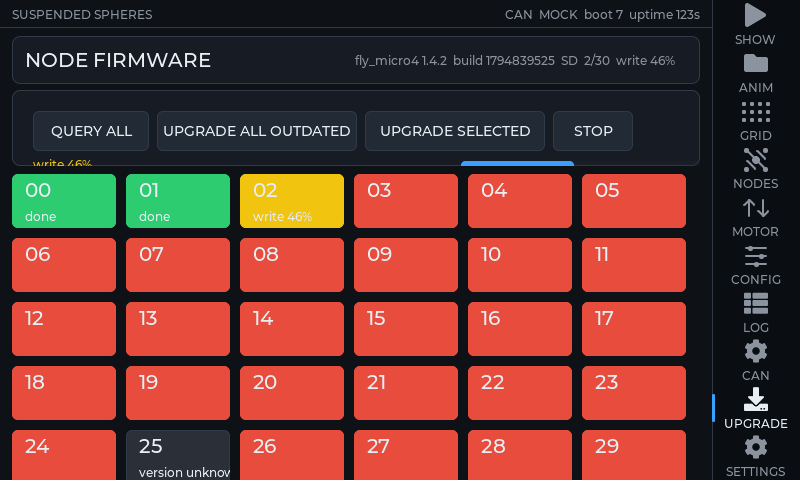 SUSPENDED SPHERES
CAN MOCK boot 7 uptime 123s
NODE FIRMWARE
fly_micro4 1.4.2 build 1794839525 SD 2/30 write 46%
QUERY ALL
UPGRADE ALL OUTDATED
UPGRADE SELECTED
STOP
write 46%
00
done
01
done
02
write 46%
03
04
05
06
07
08
09
10
11
12
13
14
15
16
17
18
19
20
21
22
23
24
25
version unknow
26
27
28
29
SHOW
ANIM
GRID
NODES
MOTOR
CONFIG
LOG
CAN
UPGRADE
SETTINGS